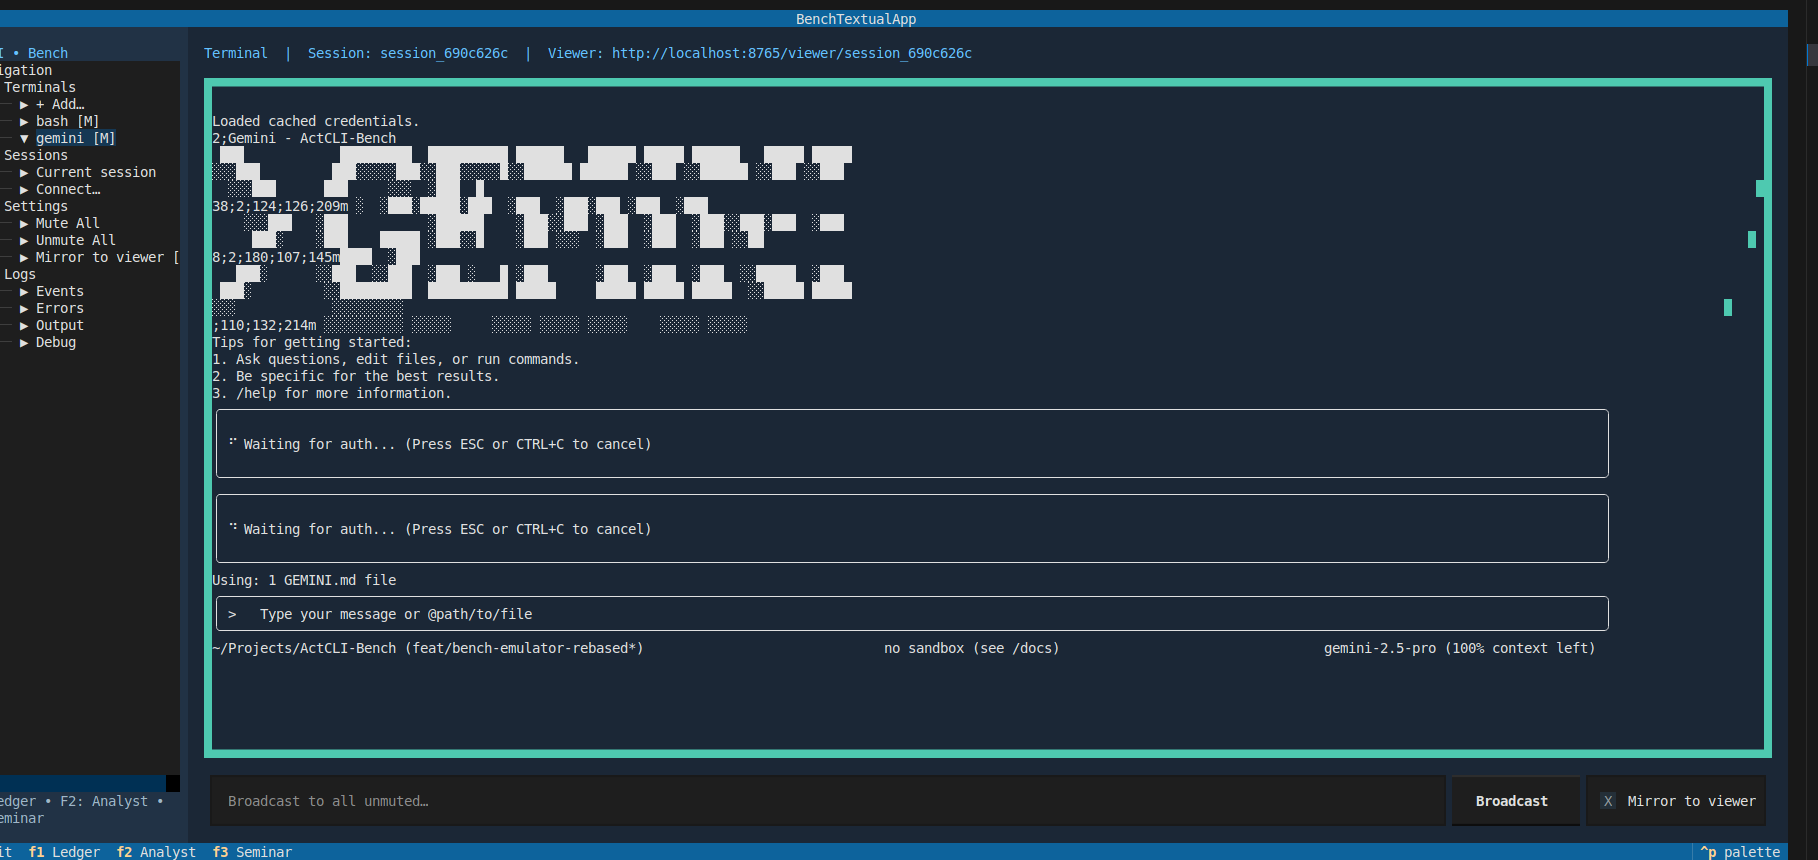 BenchTextualApp
I • Bench
igation
Terminals
▶ + Add…
▶ bash [M]
▼ gemini [M]
Sessions
▶ Current session
▶ Connect…
Settings
▶ Mute All
▶ Unmute All
▶ Mirror to viewer [
Logs
▶ Events
▶ Errors
▶ Output
▶ Debug
edger • F2: Analyst •
eminar
Terminal | Session: session_690c626c | Viewer: http://localhost:8765/viewer/session_690c626c
Loaded cached credentials.
2;Gemini - ActCLI-Bench
38;2;124;126;209m
8;2;180;107;145m
;110;132;214m
Tips for getting started:
1. Ask questions, edit files, or run commands.
2. Be specific for the best results.
3. /help for more information.
Waiting for auth... (Press ESC or CTRL+C to cancel)
Waiting for auth... (Press ESC or CTRL+C to cancel)
Using: 1 GEMINI.md file
> Type your message or @path/to/file
~/Projects/ActCLI-Bench (feat/bench-emulator-rebased*) no sandbox (see /docs) gemini-2.5-pro (100% context left)
Broadcast to all unmuted… Broadcast X Mirror to viewer
it f1 Ledger f2 Analyst f3 Seminar ^p palette